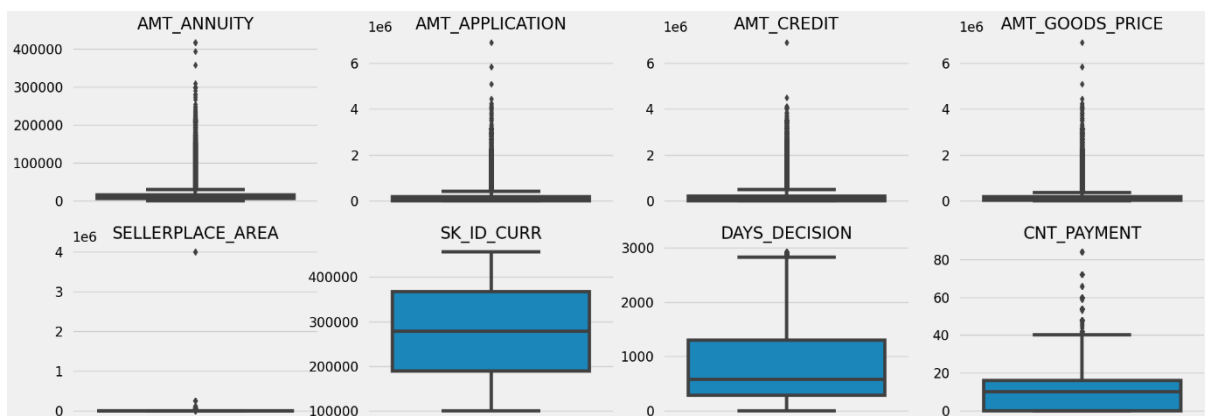 AMT_ANNUITY
400000
300000
200000
100000
0
AMT_APPLICATION
1e6
6
4
2
0
AMT_CREDIT
1e6
6
4
2
0
AMT_GOODS_PRICE
1e6
6
4
2
0
SELLERPLACE_AREA
1e6
4
3
2
1
0
SK_ID_CURR
400000
300000
200000
100000
DAYS_DECISION
3000
2000
1000
0
CNT_PAYMENT
80
60
40
20
0